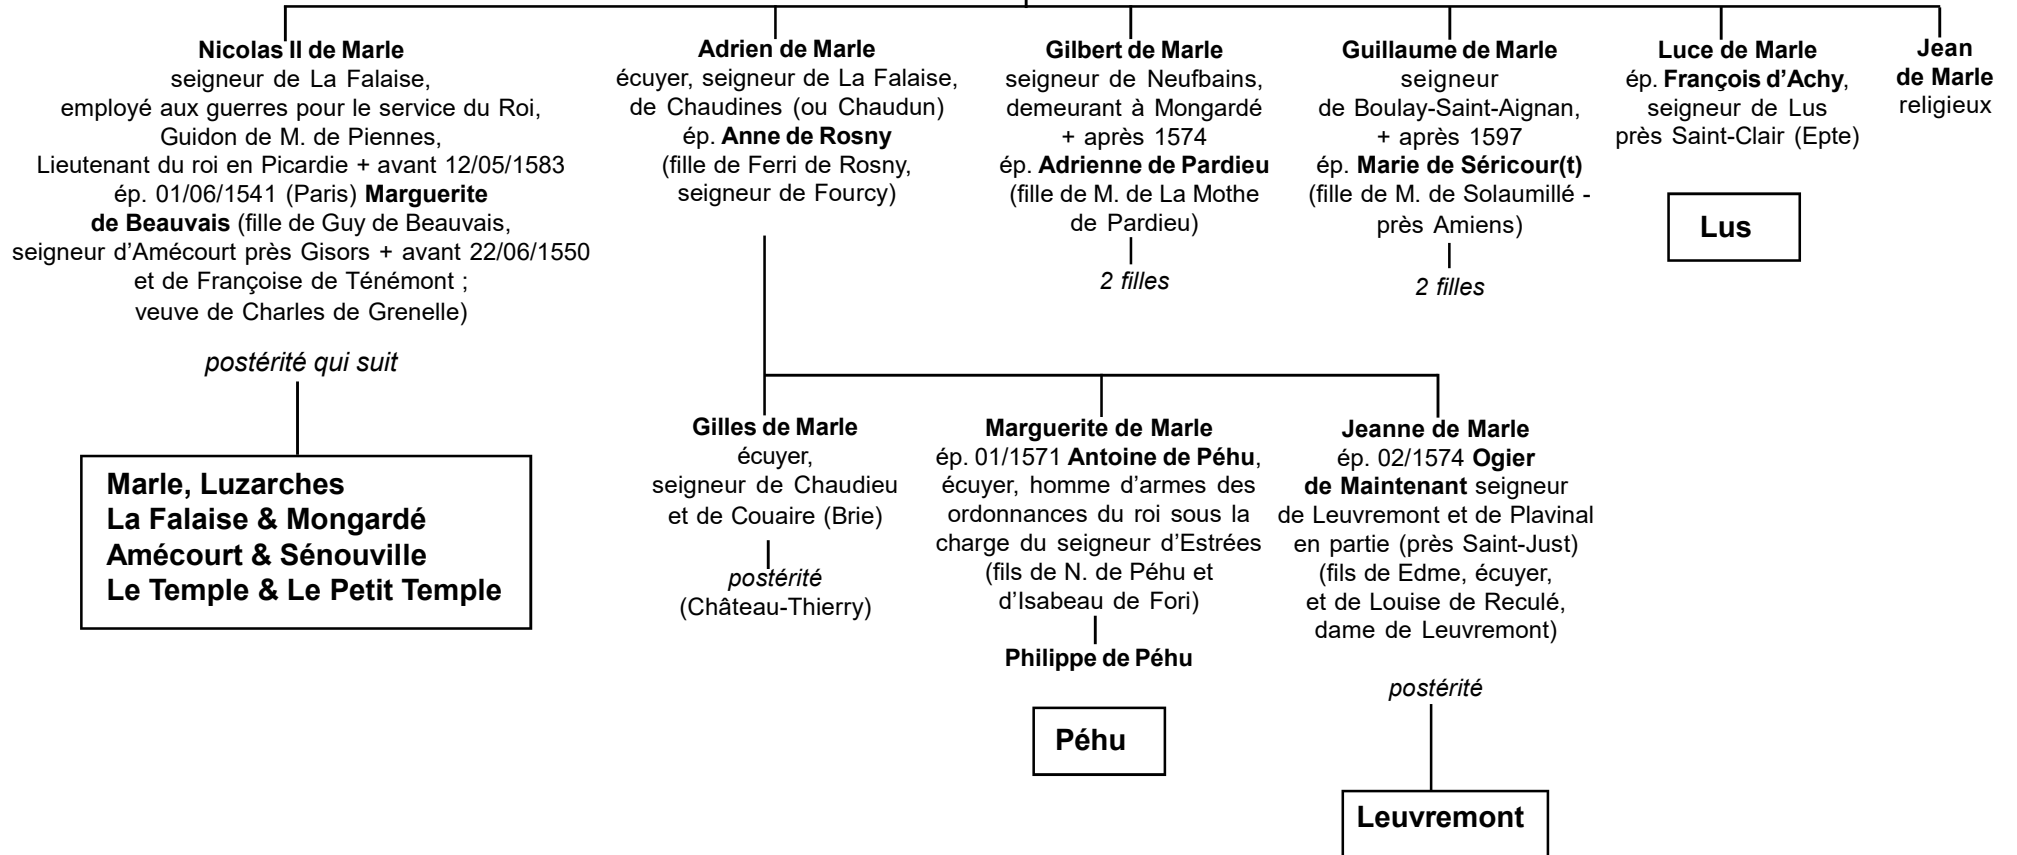 Nicolas II de Marle
seigneur de La Falaise,
employé aux guerres pour le service du Roi,
Guidon de M. de Piennes,
Lieutenant du roi en Picardie + avant 12/05/1583
ép. 01/06/1541 (Paris) Marguerite
de Beauvais (fille de Guy de Beauvais,
seigneur d’Amécourt près Gisors + avant 22/06/1550
et de Françoise de Ténémont ;
veuve de Charles de Grenelle)
postérité qui suit
Marle, Luzarches
La Falaise & Mongardé
Amécourt & Sénouville
Le Temple & Le Petit Temple
Adrien de Marle
écuyer, seigneur de La Falaise,
de Chaudines (ou Chaudun)
ép. Anne de Rosny
(fille de Ferri de Rosny,
seigneur de Fourcy)
Gilbert de Marle
seigneur de Neufbains,
demeurant à Mongardé
+ après 1574
ép. Adrienne de Pardieu
(fille de M. de La Mothe
de Pardieu)
2 filles
Guillaume de Marle
seigneur
de Boulay-Saint-Aignan,
+ après 1597
ép. Marie de Séricour(t)
(fille de M. de Solaumillé -
près Amiens)
2 filles
Luce de Marle
ép. François d’Achy,
seigneur de Lus
près Saint-Clair (Epte)
Lus
Jean
de Marle
religieux
Gilles de Marle
écuyer,
seigneur de Chaudieu
et de Couaire (Brie)
postérité
(Château-Thierry)
Marguerite de Marle
ép. 01/1571 Antoine de Péhu,
écuyer, homme d’armes des
ordonnances du roi sous la
charge du seigneur d’Estrées
(fils de N. de Péhu et
d’Isabeau de Fori)
Philippe de Péhu
Péhu
Jeanne de Marle
ép. 02/1574 Ogier
de Maintenant seigneur
de Leuvremont et de Plavinal
en partie (près Saint-Just)
(fils de Edme, écuyer,
et de Louise de Reculé,
dame de Leuvremont)
postérité
Leuvremont